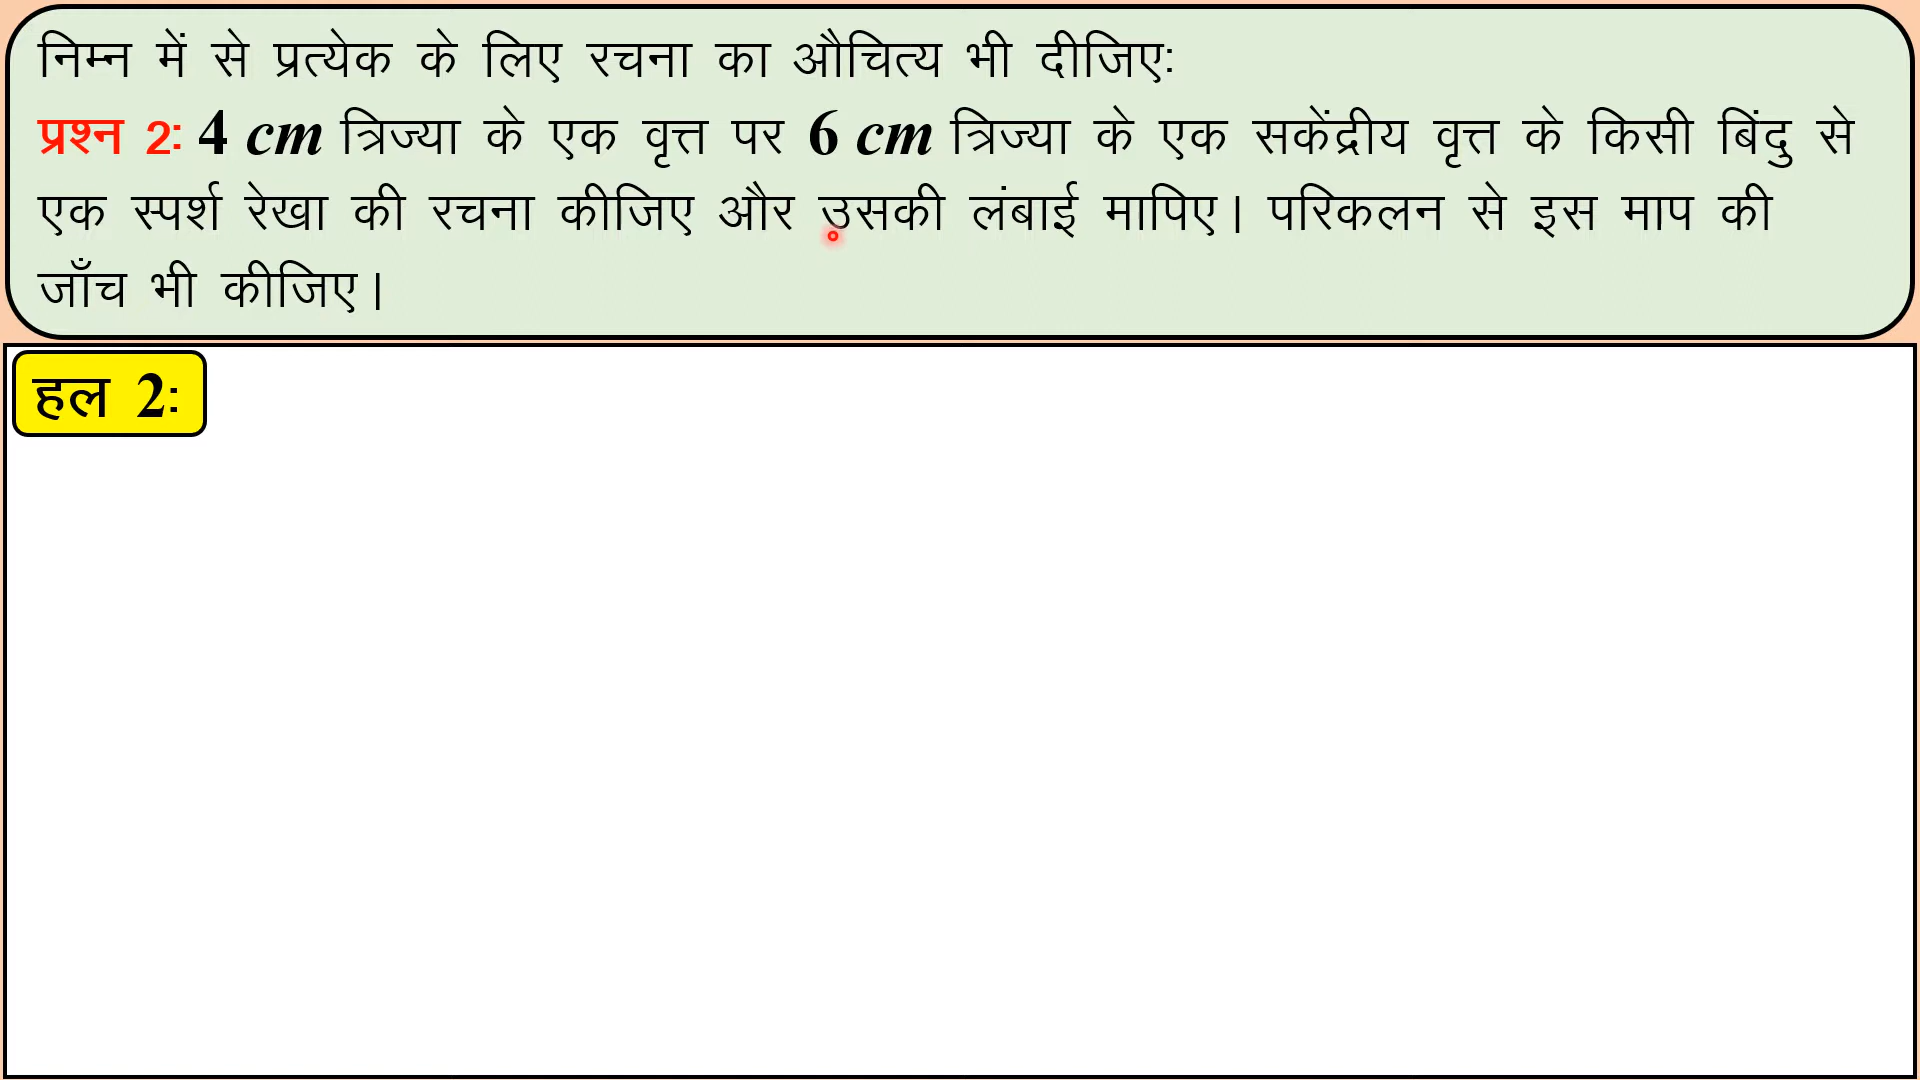 निम्न में से प्रत्येक के लिए रचना का औचित्य भी दीजिए:
प्रश्न 2: 4 cm त्रिज्या के एक वृत्त पर 6 cm त्रिज्या के एक सकेंद्रीय वृत्त के किसी बिंदु से
एक स्पर्श रेखा की रचना कीजिए और उसकी लंबाई मापिए। परिकलन से इस माप की
जाँच भी कीजिए।
हल 2: